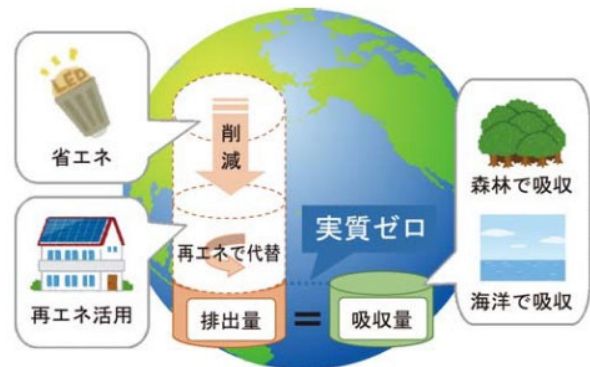 LED
省エネ
削
減
森林で吸収
再エネで代替
実質ゼロ
再エネ活用
海洋で吸収
排出量 = 吸収量